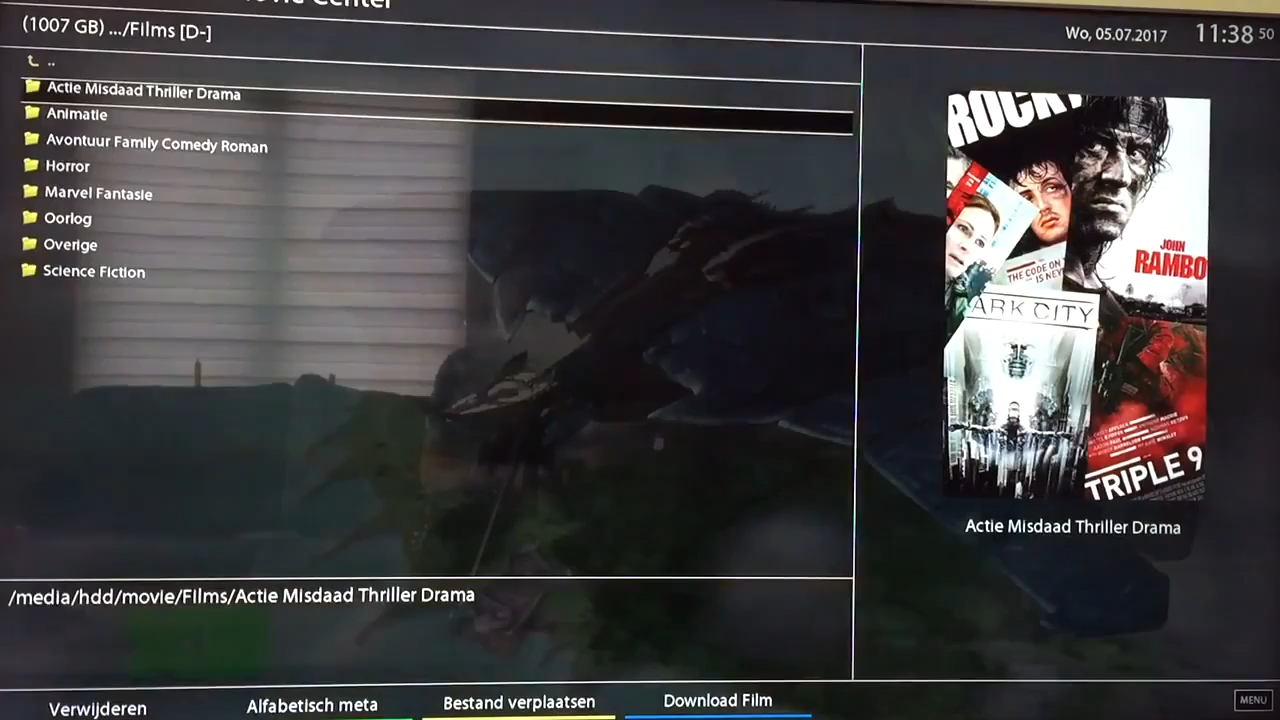 (1007 GB) .../Films [D-]
Wo, 05.07.2017
11:38 50
..
Actie Misdaad Thriller Drama
Animatie
Avontuur Family Comedy Roman
Horror
Marvel Fantasie
Oorlog
Overige
Science Fiction
JOHN
RAMBO
THE CODE ON
IS NEV
ARK CITY
TRIPLE 9
Actie Misdaad Thriller Drama
/media/hdd/movie/Films/Actie Misdaad Thriller Drama
Verwijderen
Alfabetisch meta
Bestand verplaatsen
Download Film
MENU